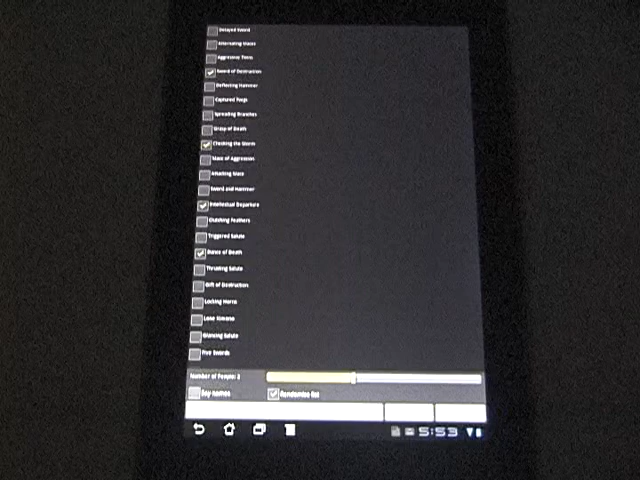 Delayed Sword
Alternating Maces
Aggressive Twins
Sword of Destruction
Deflecting Hammer
Captured Twigs
Spreading Branches
Grasp of Death
Checking the Storm
Mace of Aggression
Attacking Mace
Sword and Hammer
Intellectual Departure
Clutching Feathers
Triggered Salute
Dance of Death
Thrusting Salute
Gift of Destruction
Locking Horns
Lone Kimono
Glancing Salute
Five Swords
Number of People: 2
Say names
Randomize list
5:53